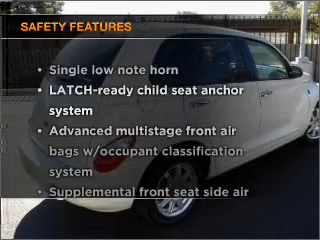 SAFETY FEATURES
• Single low note horn
• LATCH-ready child seat anchor
system
• Advanced multistage front air
bags w/occupant classification
system
• Supplemental front seat side air